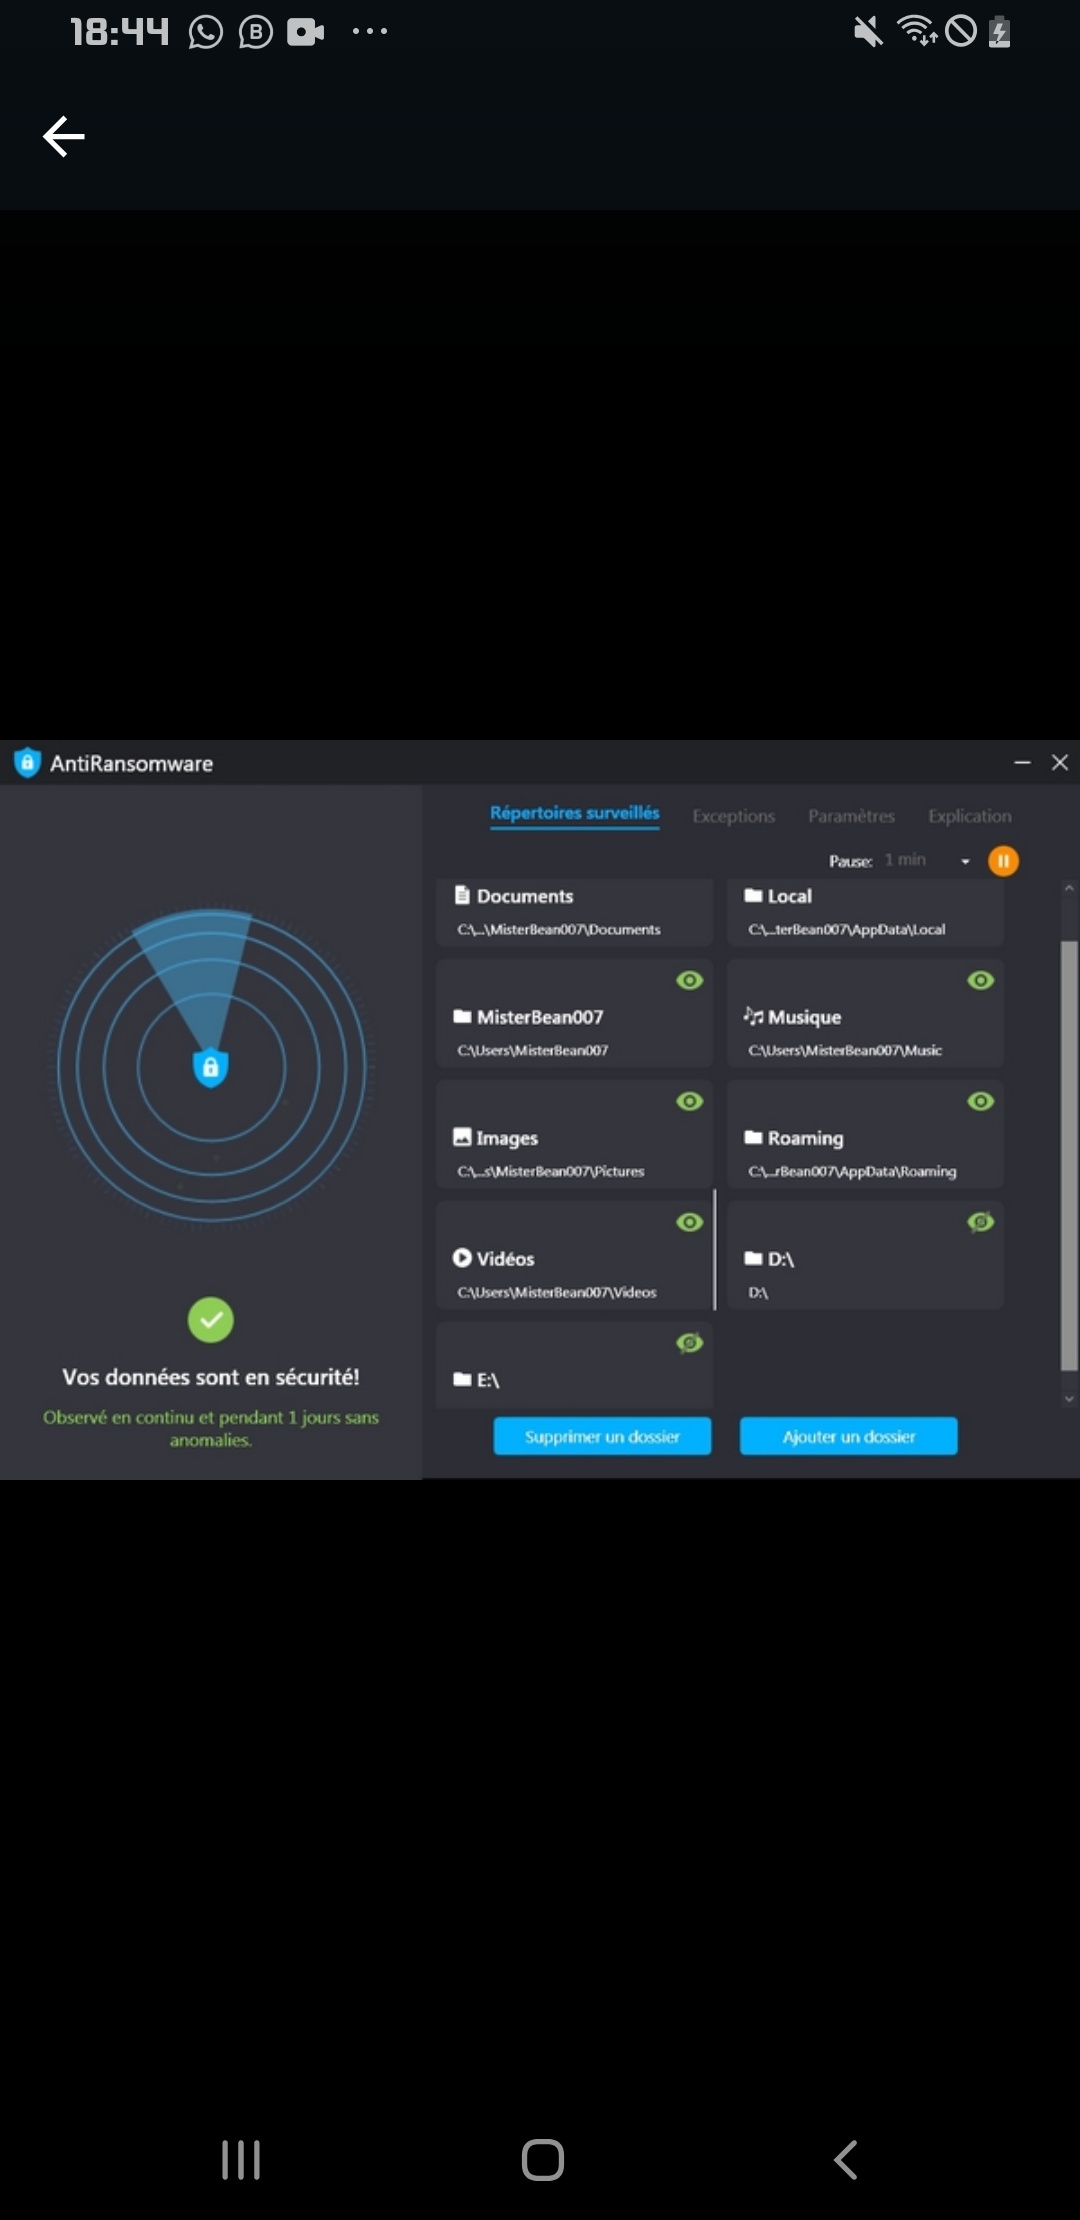 18:44
AntiRansomware
Répertoires surveillés
Exceptions
Paramètres
Explication
Pause:
1 min
Documents
C:\...\MisterBean007\Documents
Local
C:\...terBean007\AppData\Local
MisterBean007
C:\Users\MisterBean007
Musique
C:\Users\MisterBean007\Music
Images
C:\...s\MisterBean007\Pictures
Roaming
C:\...rBean007\AppData\Roaming
Vidéos
C:\Users\MisterBean007\Videos
D:\
D:\
E:\
Supprimer un dossier
Ajouter un dossier
Vos données sont en sécurité!
Observé en continu et pendant 1 jours sans
anomalies.